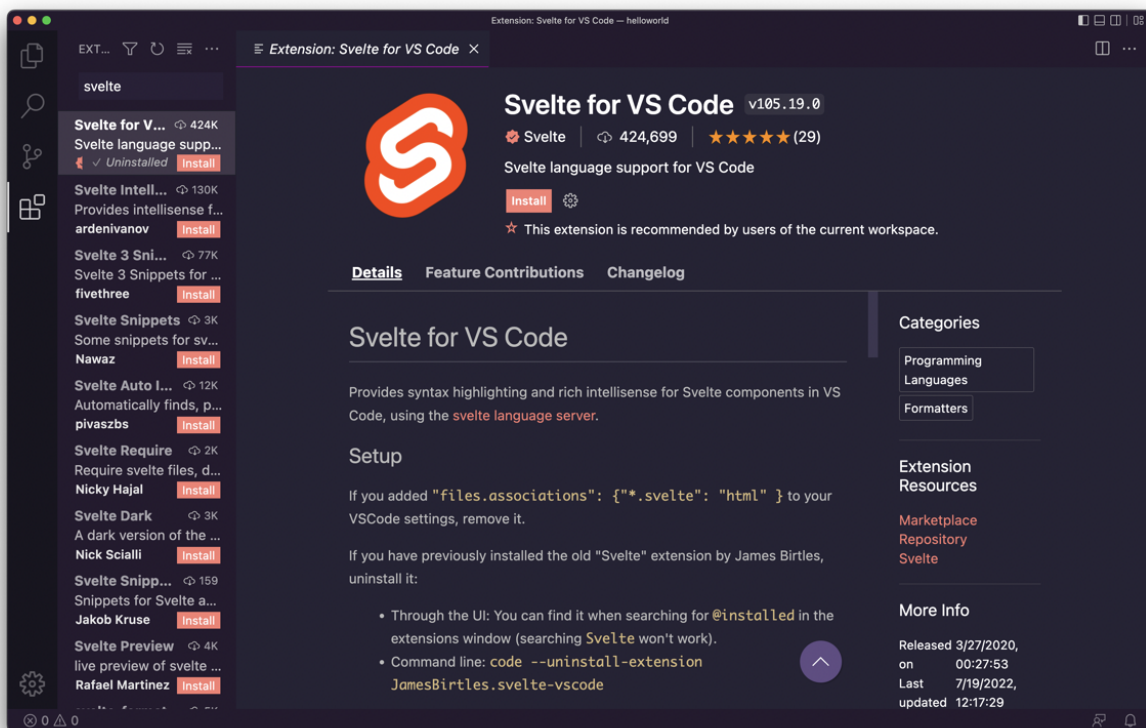 Extension: Svelte for VS Code — helloworld
EXT...
svelte
Svelte for V... 424K
Svelte language supp...
✓ Uninstalled Install
Svelte Intell... 130K
Provides intellisense f...
ardenivanov Install
Svelte 3 Sni... 77K
Svelte 3 Snippets for ...
fivethree Install
Svelte Snippets 3K
Some snippets for sv...
Nawaz Install
Svelte Auto I... 12K
Automatically finds, p...
pivaszbs Install
Svelte Require 2K
Require svelte files, d...
Nicky Hajal Install
Svelte Dark 3K
A dark version of the ...
Nick Scialli Install
Svelte Snipp... 159
Snippets for Svelte a...
Jakob Kruse Install
Svelte Preview 4K
live preview of svelte ...
Rafael Martinez Install
0 0
Extension: Svelte for VS Code
Svelte for VS Code v105.19.0
Svelte 424,699 (29)
Svelte language support for VS Code
Install
This extension is recommended by users of the current workspace.
Details Feature Contributions Changelog
Svelte for VS Code
Provides syntax highlighting and rich intellisense for Svelte components in VS
Code, using the svelte language server.
Setup
If you added "files.associations": {"*.svelte": "html" } to your
VSCode settings, remove it.
If you have previously installed the old "Svelte" extension by James Birtles,
uninstall it:
• Through the UI: You can find it when searching for @installed in the
extensions window (searching Svelte won't work).
• Command line: code --uninstall-extension
JamesBirtles.svelte-vscode
Categories
Programming
Languages
Formatters
Extension
Resources
Marketplace
Repository
Svelte
More Info
Released 3/27/2020,
on 00:27:53
Last 7/19/2022,
updated 12:17:29